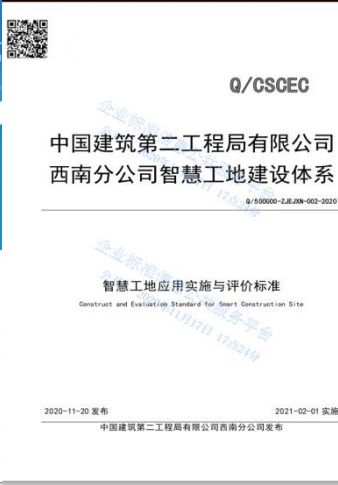 Q/CSCEC
中国建筑第二工程局有限公司
西南分公司智慧工地建设体系
Q/500000-ZJEJXN-002-2020
智慧工地应用实施与评价标准
Construct and Evaluation Standard for Smart Construction Site
2020-11-20 发布
2021-02-01 实施
中国建筑第二工程局有限公司西南分公司发布